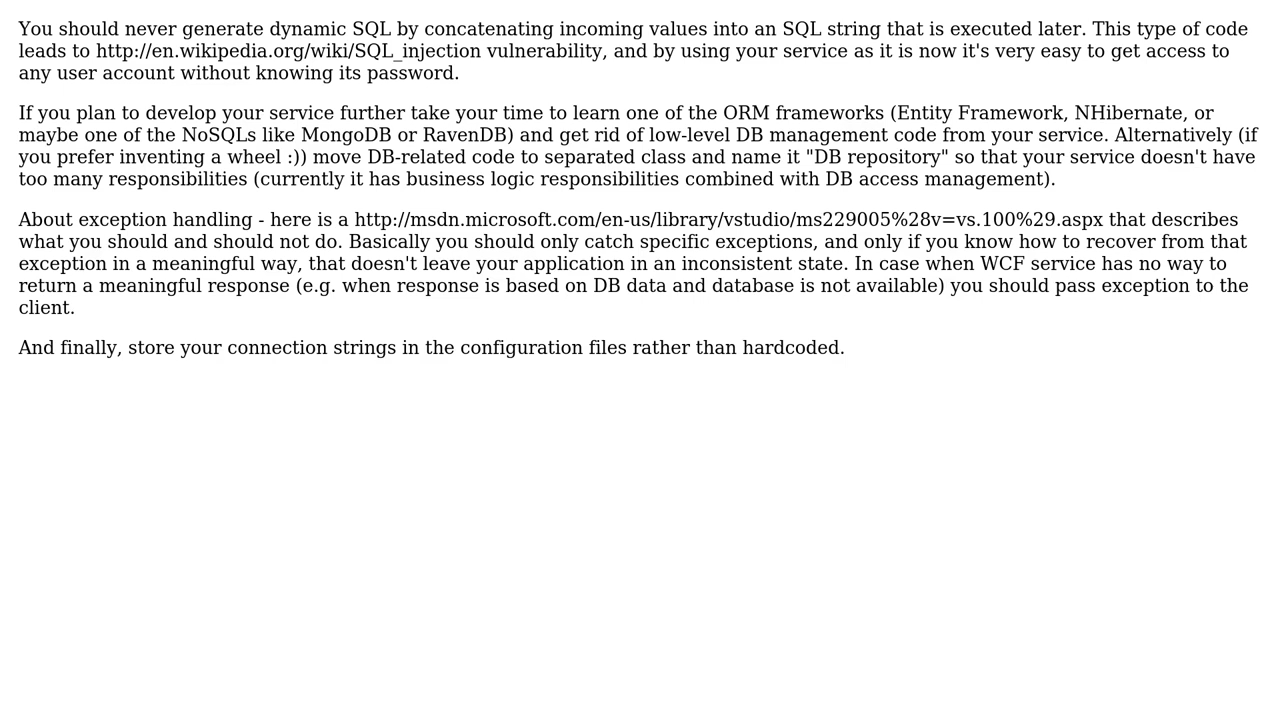 You should never generate dynamic SQL by concatenating incoming values into an SQL string that is executed later. This type of code
leads to http://en.wikipedia.org/wiki/SQL_injection vulnerability, and by using your service as it is now it's very easy to get access to
any user account without knowing its password.
If you plan to develop your service further take your time to learn one of the ORM frameworks (Entity Framework, NHibernate, or
maybe one of the NoSQLs like MongoDB or RavenDB) and get rid of low-level DB management code from your service. Alternatively (if
you prefer inventing a wheel :)) move DB-related code to separated class and name it "DB repository" so that your service doesn't have
too many responsibilities (currently it has business logic responsibilities combined with DB access management).
About exception handling - here is a http://msdn.microsoft.com/en-us/library/vstudio/ms229005%28v=vs.100%29.aspx that describes
what you should and should not do. Basically you should only catch specific exceptions, and only if you know how to recover from that
exception in a meaningful way, that doesn't leave your application in an inconsistent state. In case when WCF service has no way to
return a meaningful response (e.g. when response is based on DB data and database is not available) you should pass exception to the
client.
And finally, store your connection strings in the configuration files rather than hardcoded.